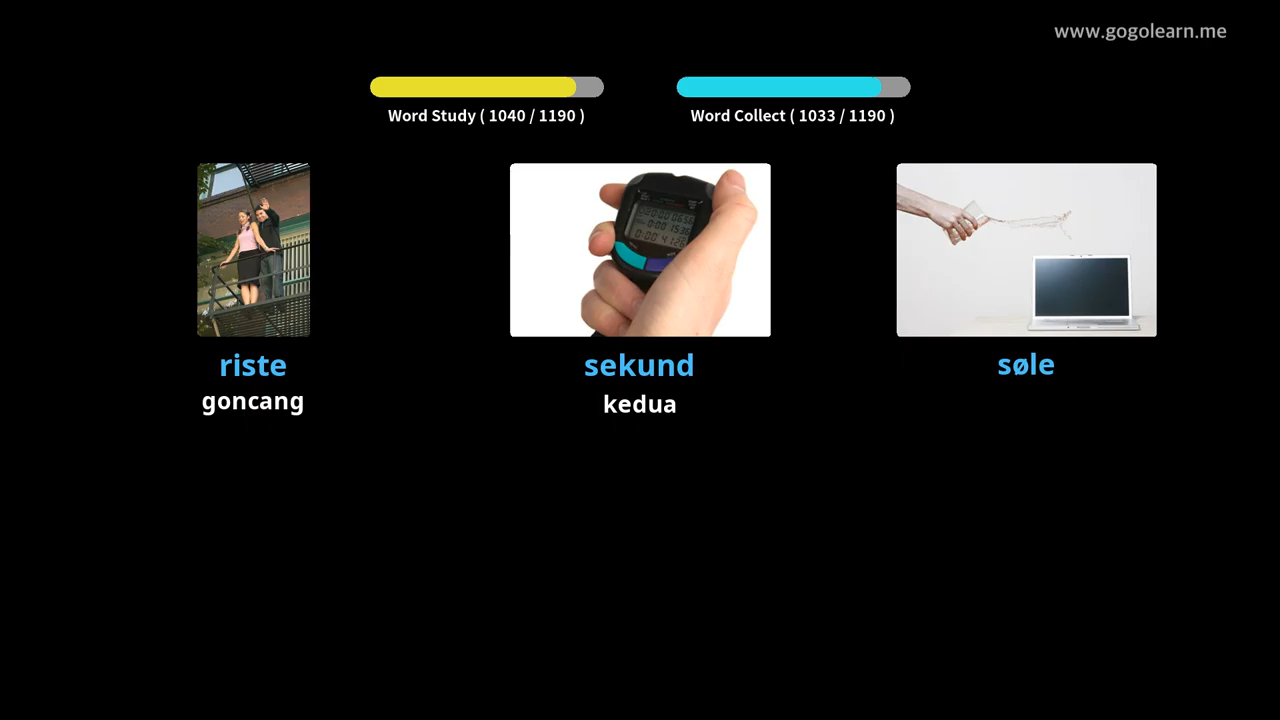 www.gogolearn.me
Word Study ( 1040 / 1190 )
Word Collect ( 1033 / 1190 )
riste
goncang
sekund
kedua
søle